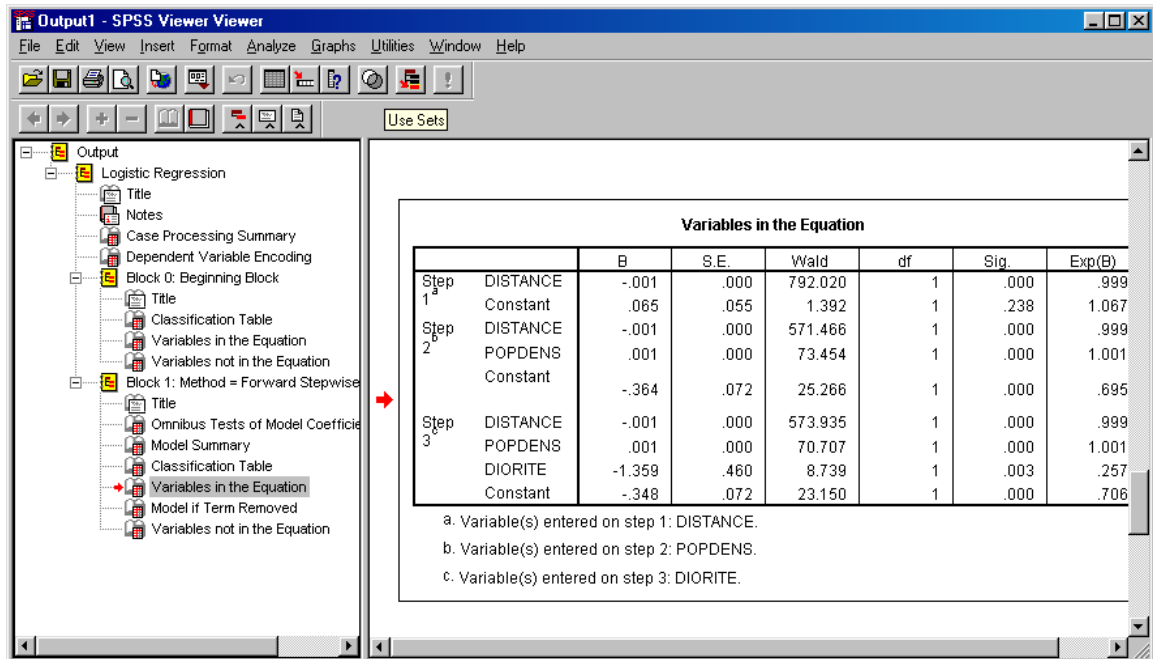 Output1 - SPSS Viewer Viewer
File Edit View Insert Format Analyze Graphs Utilities Window Help
Use Sets
Output
Logistic Regression
Title
Notes
Case Processing Summary
Dependent Variable Encoding
Block 0: Beginning Block
Title
Classification Table
Variables in the Equation
Variables not in the Equation
Block 1: Method = Forward Stepwise
Title
Omnibus Tests of Model Coefficie
Model Summary
Classification Table
Variables in the Equation
Model if Term Removed
Variables not in the Equation
Variables in the Equation
B S.E. Wald df Sig. Exp(B)
Step 1 a DISTANCE -.001 .000 792.020 1 .000 .999
Constant .065 .055 1.392 1 .238 1.067
Step 2 b DISTANCE -.001 .000 571.466 1 .000 .999
POPDENS .001 .000 73.454 1 .000 1.001
Constant -.364 .072 25.266 1 .000 .695
Step 3 c DISTANCE -.001 .000 573.935 1 .000 .999
POPDENS .001 .000 70.707 1 .000 1.001
DIORITE -1.359 .460 8.739 1 .003 .257
Constant -.348 .072 23.150 1 .000 .706
a. Variable(s) entered on step 1: DISTANCE.
b. Variable(s) entered on step 2: POPDENS.
c. Variable(s) entered on step 3: DIORITE.